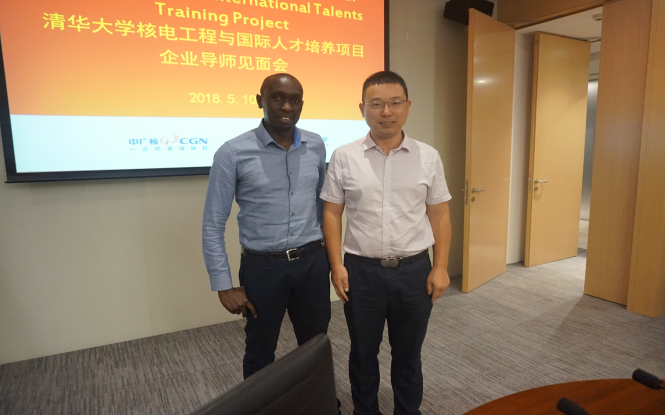 International Talents
Training Project
清华大学核电工程与国际人才培养项目
企业导师见面会
2018. 5. 10
中广核 CGN